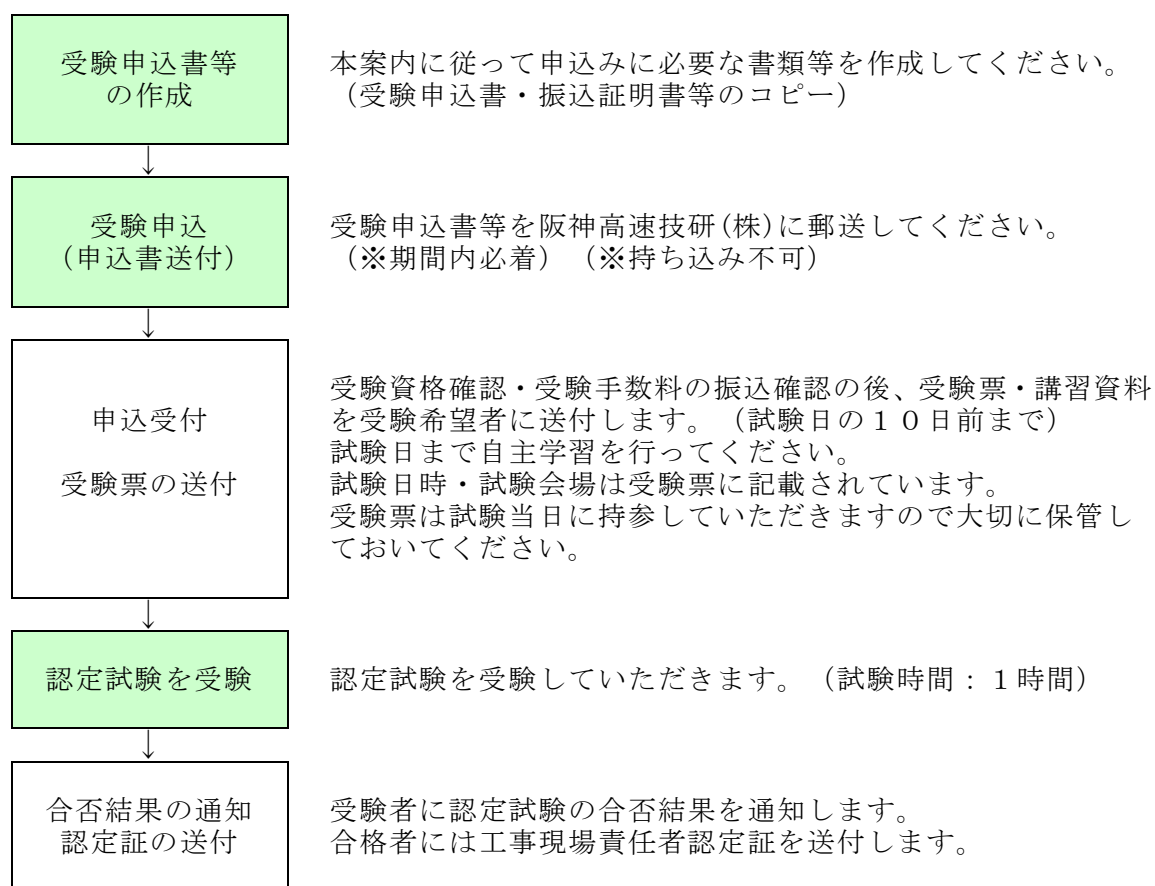 受験申込書等
の作成
本案内に従って申込みに必要な書類等を作成してください。
（受験申込書・振込証明書等のコピー）
↓
受験申込
（申込書送付）
受験申込書等を阪神高速技研(株)に郵送してください。
（※期間内必着）（※持ち込み不可）
↓
申込受付
受験票の送付
受験資格確認・受験手数料の振込確認の後、受験票・講習資料
を受験希望者に送付します。（試験日の１０日前まで）
試験日まで自主学習を行ってください。
試験日時・試験会場は受験票に記載されています。
受験票は試験当日に持参していただきますので大切に保管し
ておいてください。
↓
認定試験を受験
認定試験を受験していただきます。（試験時間：１時間）
↓
合否結果の通知
認定証の送付
受験者に認定試験の合否結果を通知します。
合格者には工事現場責任者認定証を送付します。